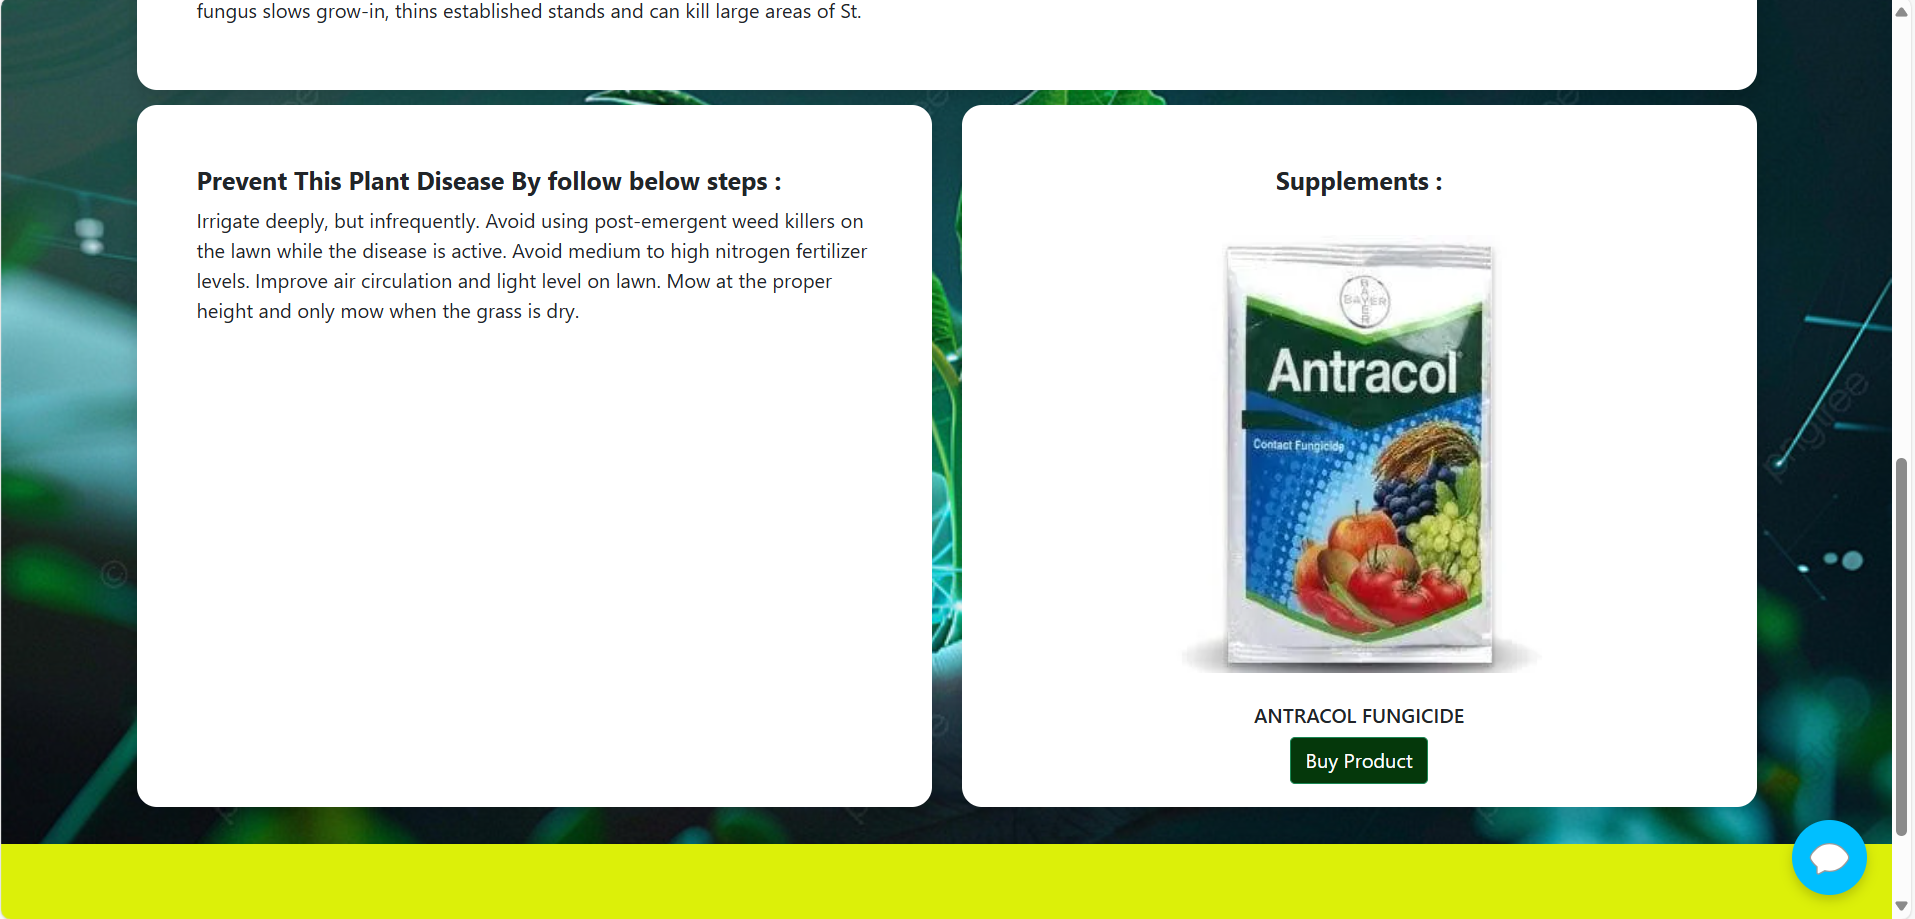 fungus slows grow-in, thins established stands and can kill large areas of St.
Prevent This Plant Disease By follow below steps :
Irrigate deeply, but infrequently. Avoid using post-emergent weed killers on
the lawn while the disease is active. Avoid medium to high nitrogen fertilizer
levels. Improve air circulation and light level on lawn. Mow at the proper
height and only mow when the grass is dry.
Supplements :
BAYER
BAYER
Antracol
Contact Fungicide
ANTRACOL FUNGICIDE
Buy Product
pngtree